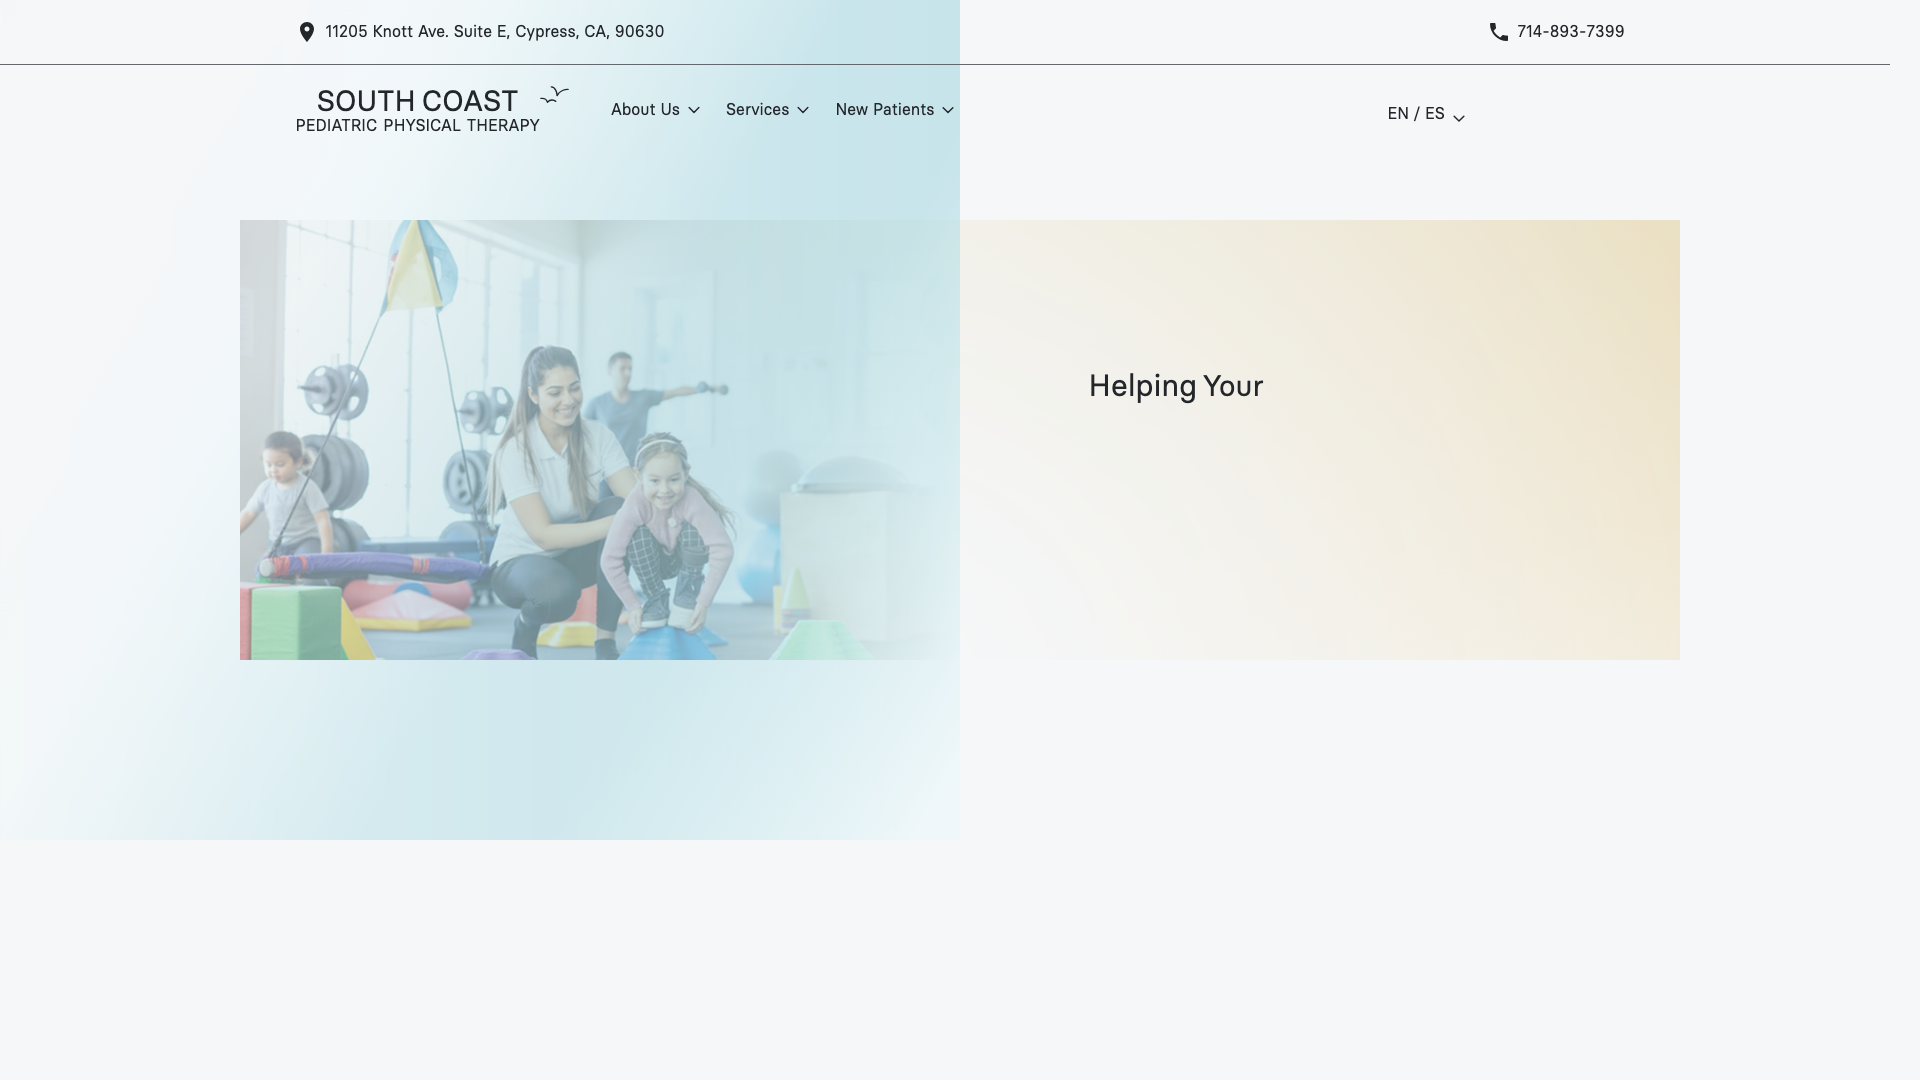 11205 Knott Ave. Suite E, Cypress, CA, 90630
714-893-7399
SOUTH COAST
PEDIATRIC PHYSICAL THERAPY
About Us
Services
New Patients
EN / ES
Helping Your